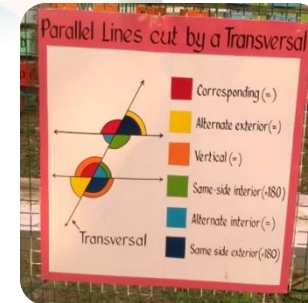 Parallel Lines cut by a Transversal
Corresponding (=)
Alternate exterior (=)
Vertical (=)
Same-side interior (=180)
Alternate interior (=)
Same side exterior (=180)
Transversal